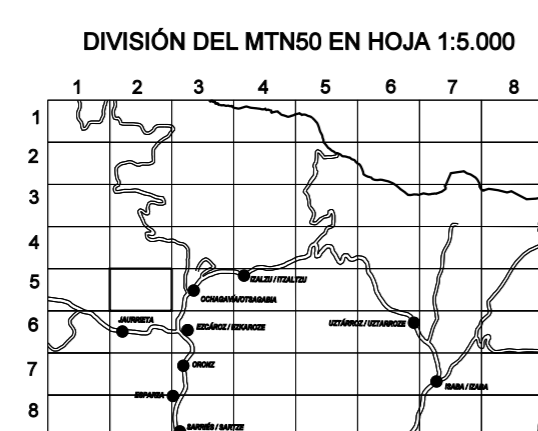 DIVISIÓN DEL MTN50 EN HOJA 1:5.000
1 2 3 4 5 6 7 8
1
2
3
4
5
IZALZU / ITZALTZU
OCHAGAVÍA/OTSAGABIA
JAURRIETA
6
EZCÁROZ / EZKAROZE
UZTÁRROZ / UZTARROZE
ORONZ
7
ISABA / IZABA
ESPARZA
8
SARRIÉS / SARTZE